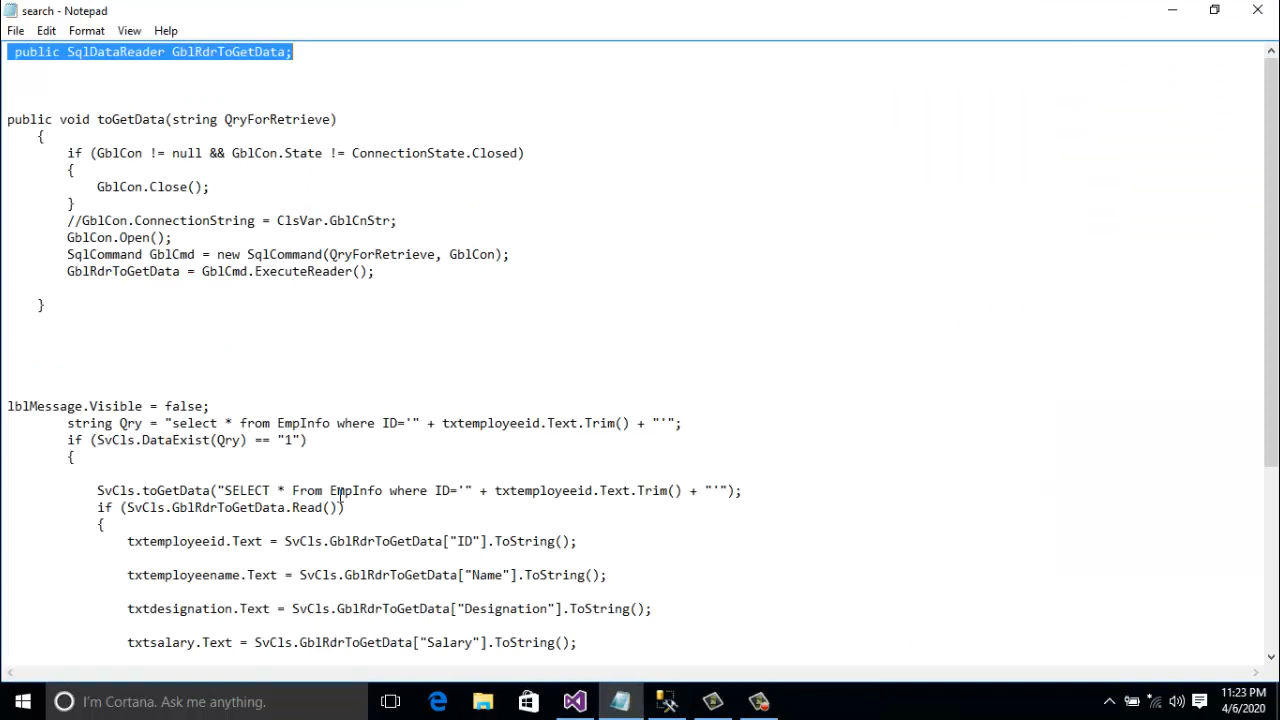 search - Notepad
File Edit Format View Help
public SqlDataReader GblRdrToGetData;
public void toGetData(string QryForRetrieve)
{
if (GblCon != null && GblCon.State != ConnectionState.Closed)
{
GblCon.Close();
}
//GblCon.ConnectionString = ClsVar.GblCnStr;
GblCon.Open();
SqlCommand GblCmd = new SqlCommand(QryForRetrieve, GblCon);
GblRdrToGetData = GblCmd.ExecuteReader();
}
lblMessage.Visible = false;
string Qry = "select * from EmpInfo where ID='" + txtemployeeid.Text.Trim() + "'";
if (SvCls.DataExist(Qry) == "1")
{
SvCls.toGetData("SELECT * From EmpInfo where ID='" + txtemployeeid.Text.Trim() + "'");
if (SvCls.GblRdrToGetData.Read())
{
txtemployeeid.Text = SvCls.GblRdrToGetData["ID"].ToString();
txtemployeename.Text = SvCls.GblRdrToGetData["Name"].ToString();
txtdesignation.Text = SvCls.GblRdrToGetData["Designation"].ToString();
txtsalary.Text = SvCls.GblRdrToGetData["Salary"].ToString();
I'm Cortana. Ask me anything.
11:23 PM
4/6/2020